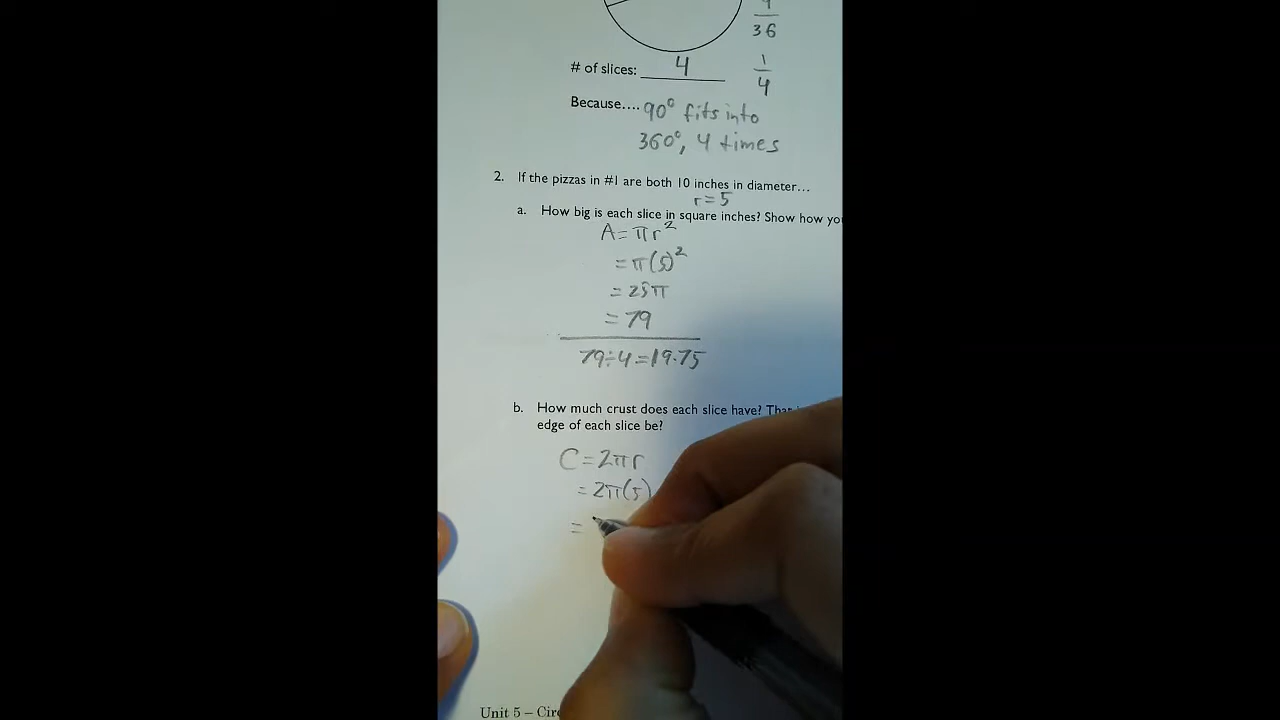 9
36
# of slices: 4
1
4
Because.... 90° fits into
360°, 4 times
2. If the pizzas in #1 are both 10 inches in diameter...
r=5
a. How big is each slice in square inches? Show how
A=πr²
=π(5)²
=25π
=79
79÷4=19.75
b. How much crust does each slice have?
edge of each slice be?
C=2πr
=2π(5)
=
Unit 5 –